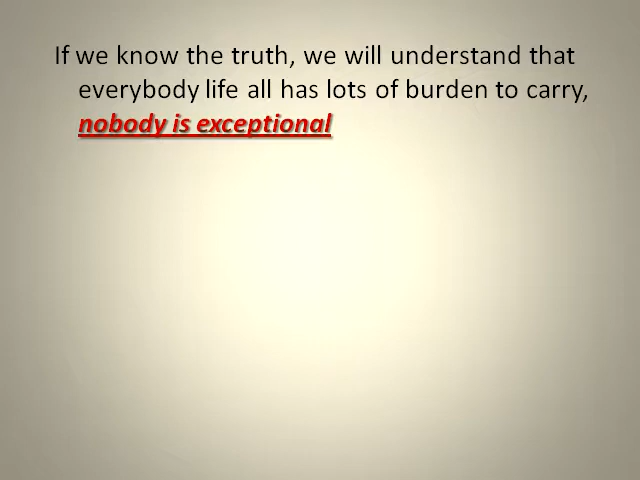 If we know the truth, we will understand that
everybody life all has lots of burden to carry,
nobody is exceptional